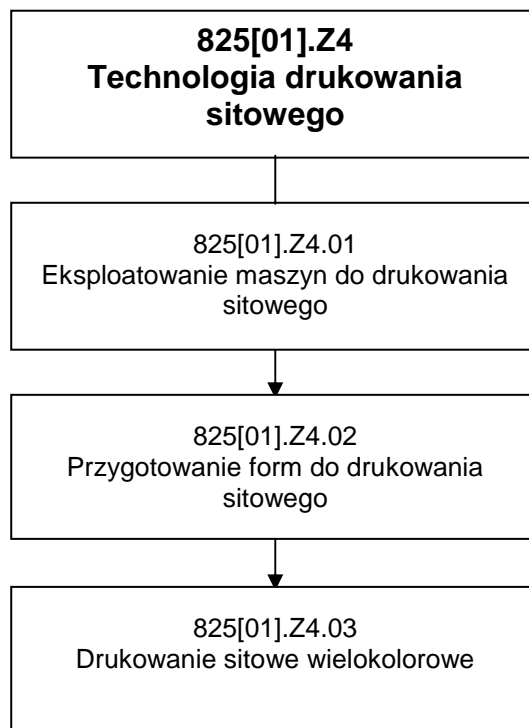 825[01].Z4
Technologia drukowania
sitowego
825[01].Z4.01
Eksploatowanie maszyn do drukowania
sitowego
825[01].Z4.02
Przygotowanie form do drukowania
sitowego
825[01].Z4.03
Drukowanie sitowe wielokolorowe